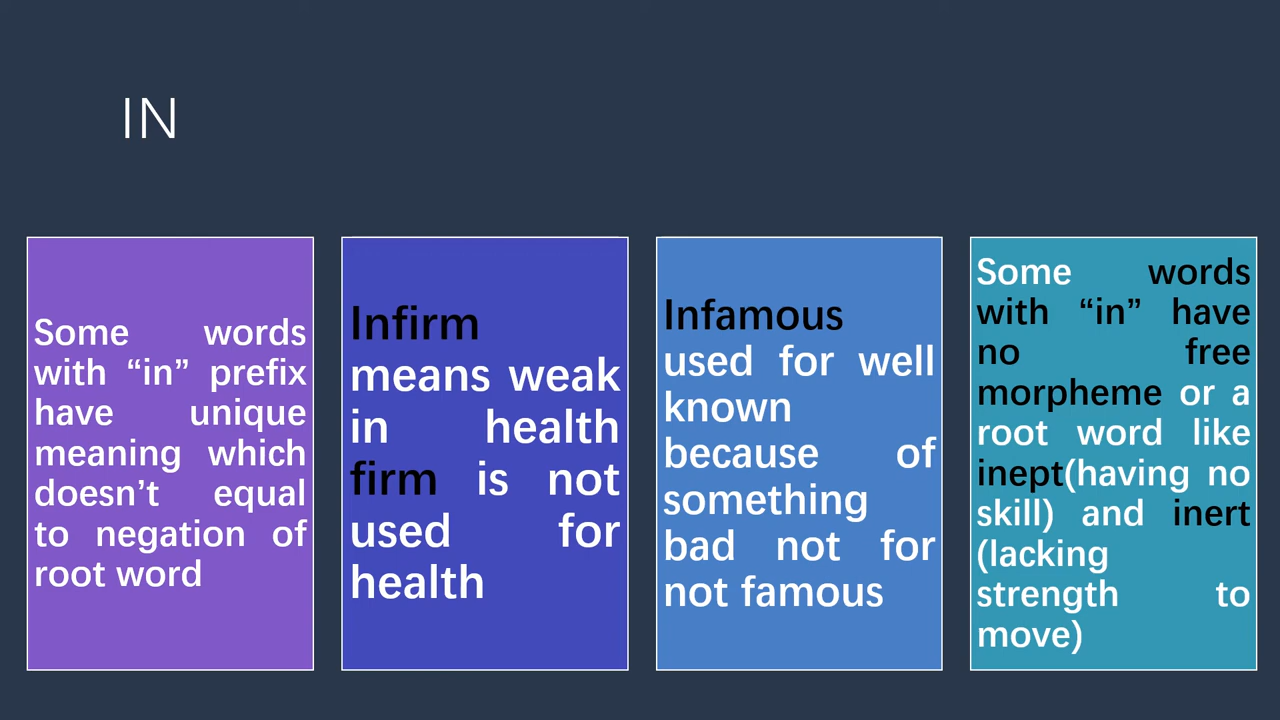 IN
Some words
with “in” prefix
have unique
meaning which
doesn’t equal
to negation of
root word
Infirm
means weak
in health
firm is not
used for
health
Infamous
used for well
known
because of
something
bad not for
not famous
Some words
with “in” have
no free
morpheme or a
root word like
inept(having no
skill) and inert
(lacking
strength to
move)